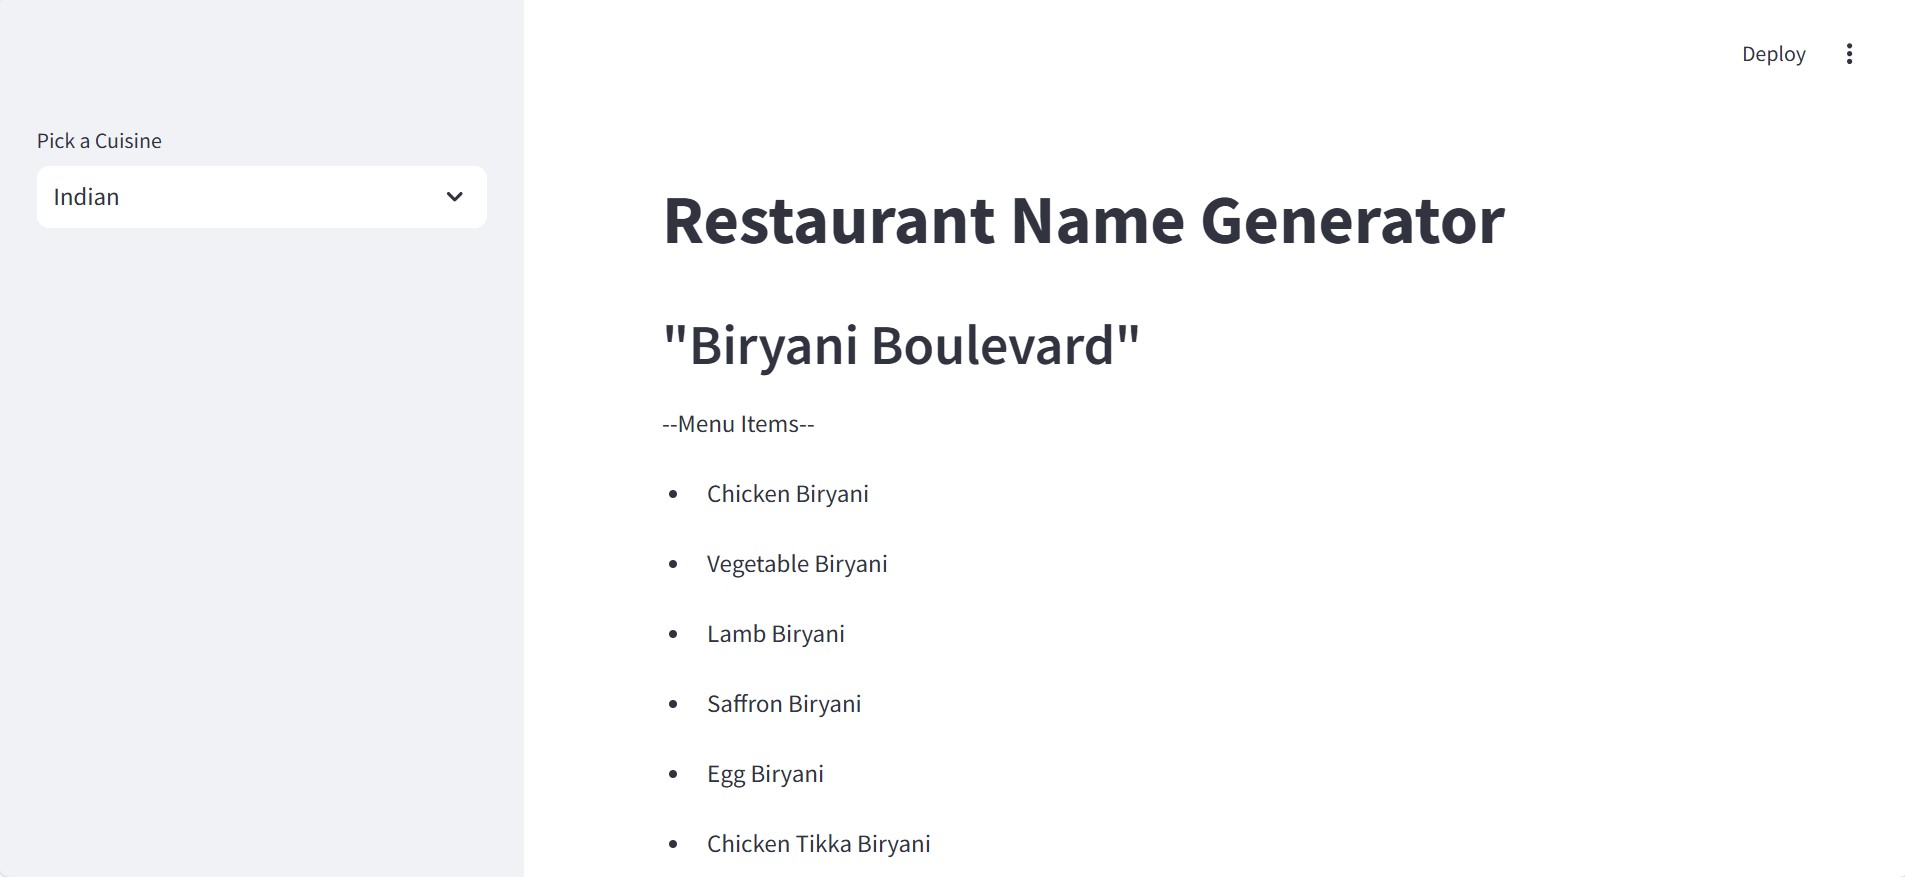 Deploy
Pick a Cuisine
Indian
Restaurant Name Generator
"Biryani Boulevard"
--Menu Items--
• Chicken Biryani
• Vegetable Biryani
• Lamb Biryani
• Saffron Biryani
• Egg Biryani
• Chicken Tikka Biryani